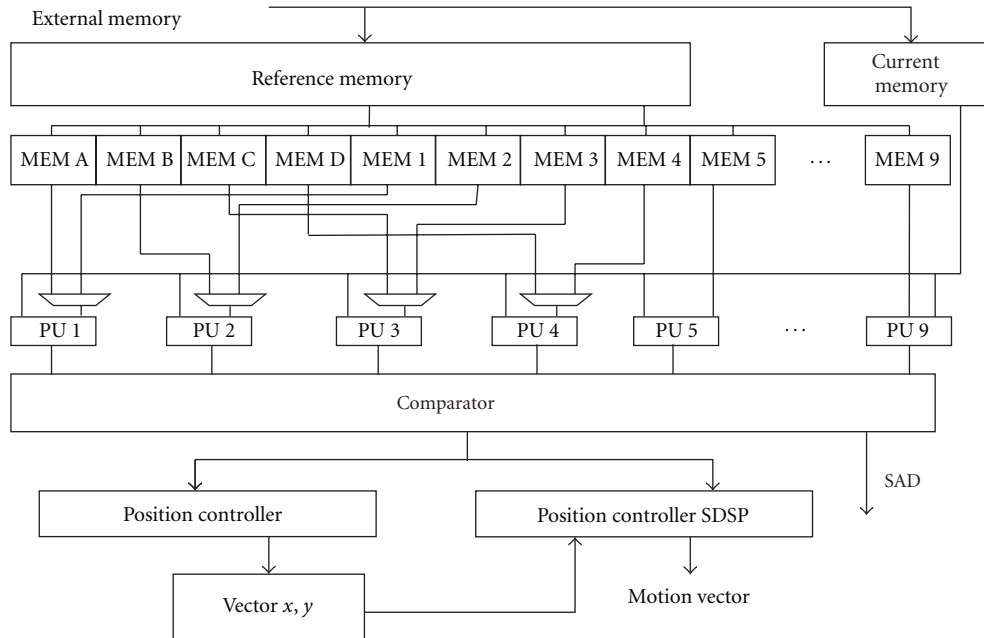 External memory
Reference memory
Current
memory
MEM A MEM B MEM C MEM D MEM 1 MEM 2 MEM 3 MEM 4 MEM 5 ... MEM 9
PU 1 PU 2 PU 3 PU 4 PU 5 ... PU 9
Comparator
SAD
Position controller
Position controller SDSP
Vector x, y
Motion vector